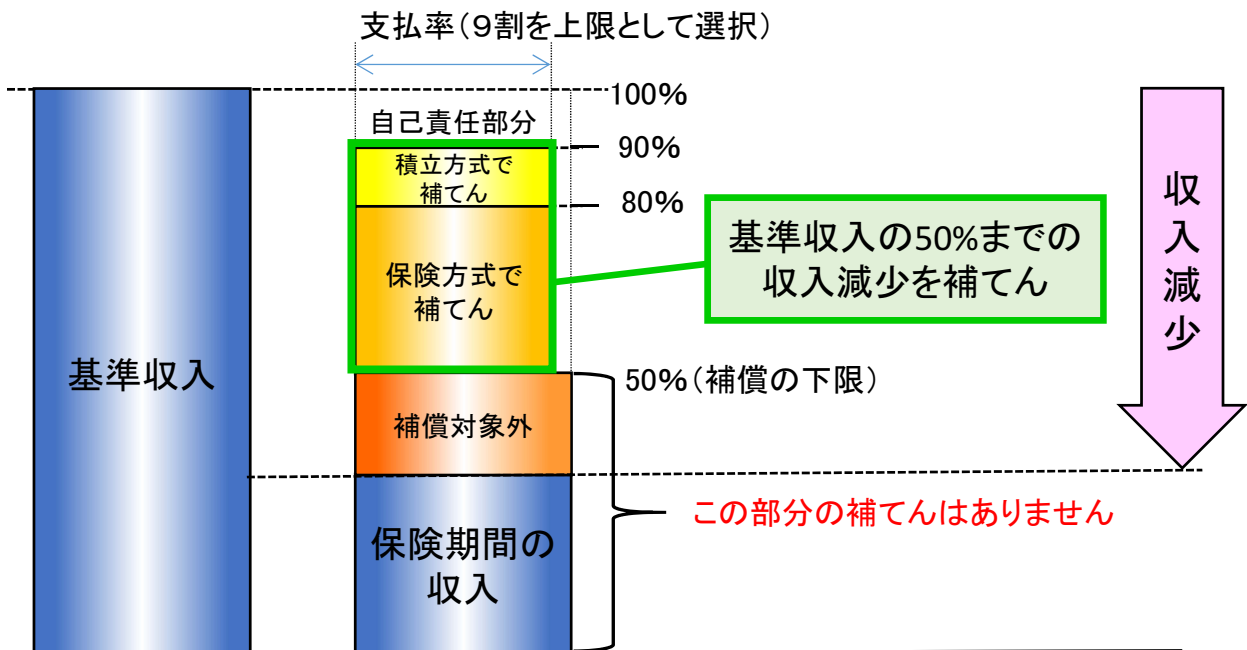 支払率（９割を上限として選択）
100%
自己責任部分
90%
積立方式で
補てん
80%
保険方式で
補てん
基準収入の50%までの
収入減少を補てん
収入減少
基準収入
50%（補償の下限）
補償対象外
この部分の補てんはありません
保険期間の
収入